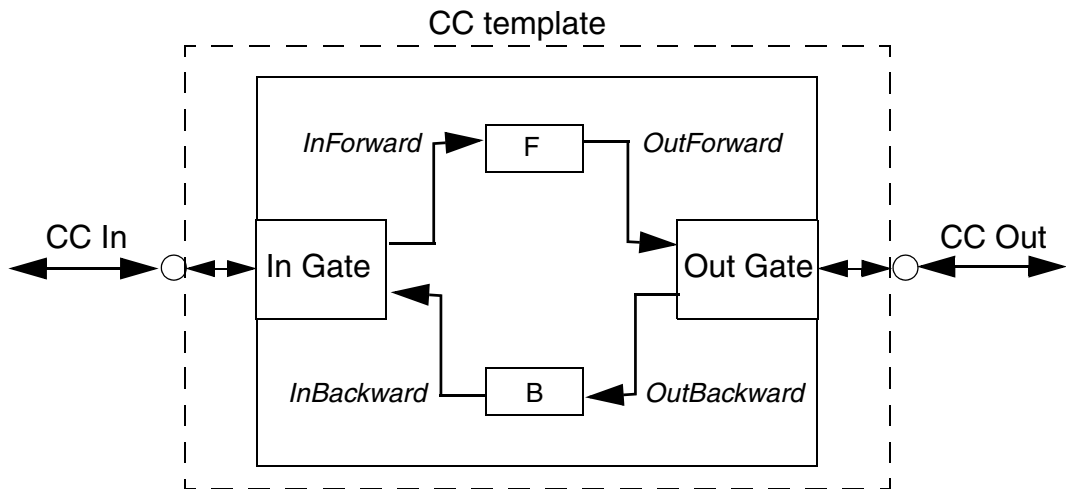 CC template
InForward
F
OutForward
CC In
In Gate
Out Gate
CC Out
InBackward
B
OutBackward